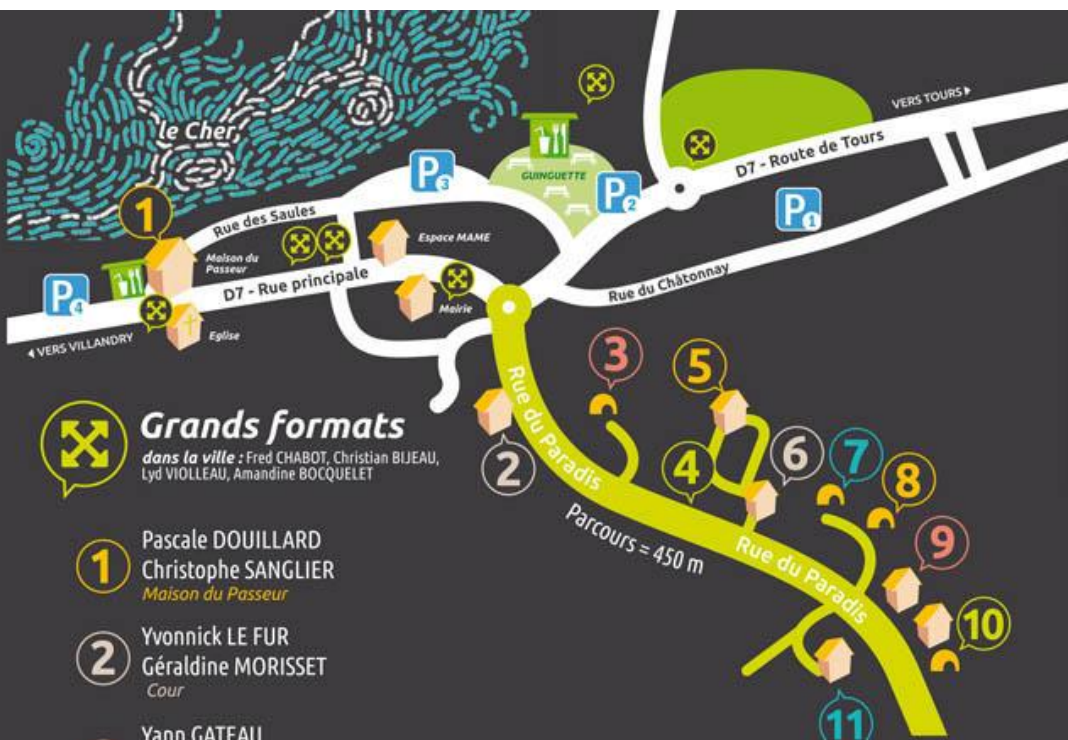 le Cher
VERS TOURS
D7 - Route de Tours
GUINGUETTE
P3
P2
P1
1
Rue des Saules
Espace MAME
Maison du
Passeur
D7 - Rue principale
Rue du Châtonnay
P4
Mairie
Eglise
VERS VILLANDRY
3
5
Rue du Paradis
2
4
6
7
8
Parcours = 450 m
Rue du Paradis
9
10
11
Grands formats
dans la ville : Fred CHABOT, Christian BIJEAU,
Lyd VIOLLEAU, Amandine BOCQUELET
1
Pascale DOUILLARD
Christophe SANGLIER
Maison du Passeur
2
Yvonnick LE FUR
Géraldine MORISSET
Cour
Yann GATEAU